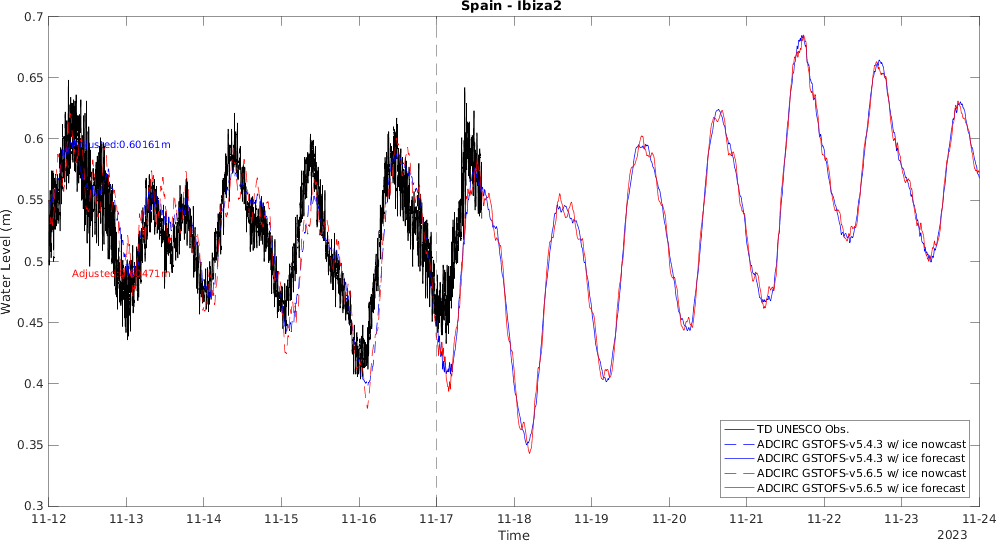 Spain - Ibiza2
0.7
0.65
0.6
0.55
0.5
0.45
0.4
0.35
0.3
Water Level (m)
Adjusted:0.60161m
11-12
11-13
11-14
11-15
11-16
11-17
11-18
11-19
11-20
11-21
11-22
11-23
11-24
Time
2023
TD UNESCO Obs.
ADCIRC GSTOFS-v5.4.3 w/ ice nowcast
ADCIRC GSTOFS-v5.4.3 w/ ice forecast
ADCIRC GSTOFS-v5.6.5 w/ ice nowcast
ADCIRC GSTOFS-v5.6.5 w/ ice forecast